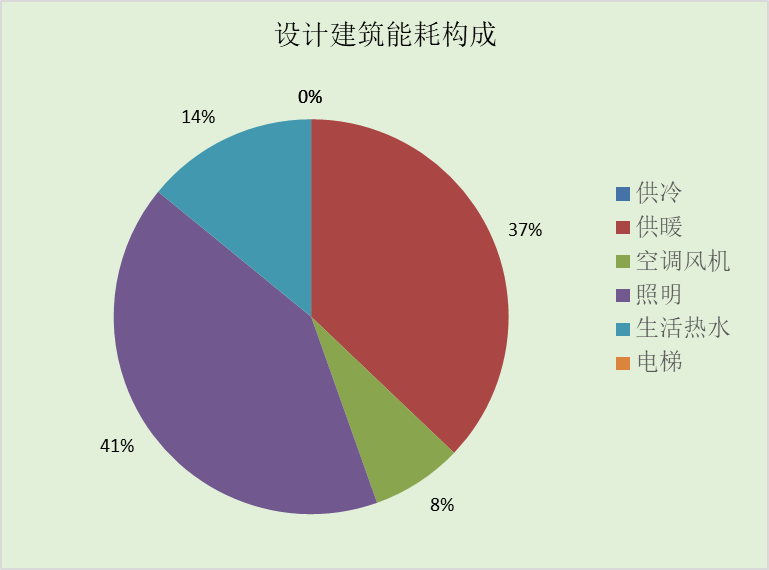 设计建筑能耗构成
0%
14%
37%
41%
8%
供冷
供暖
空调风机
照明
生活热水
电梯